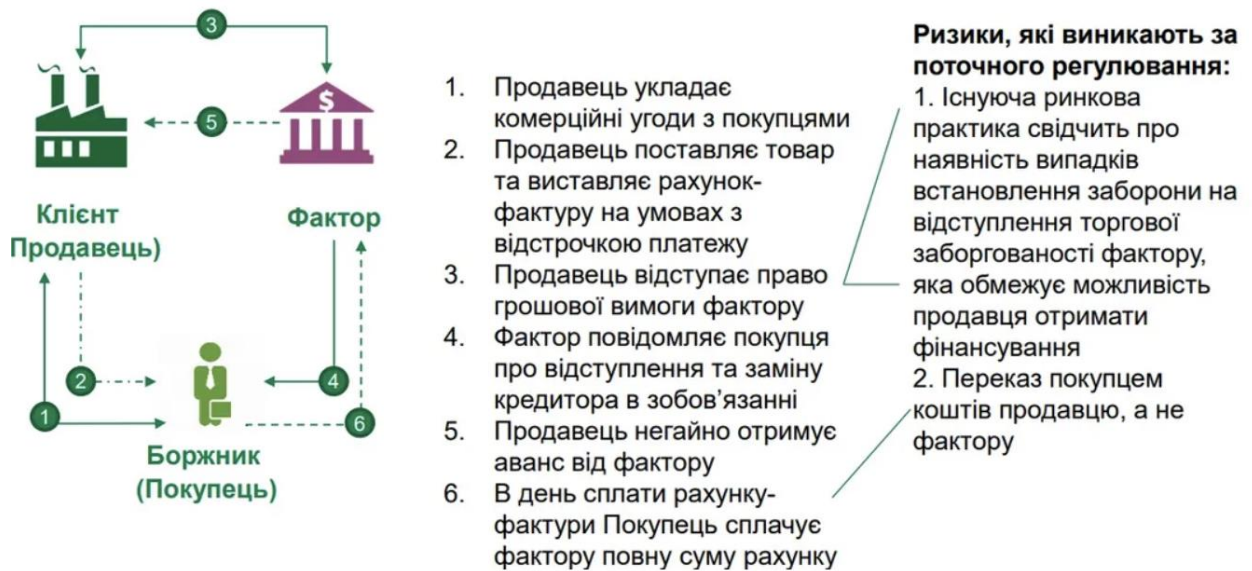 3
$
5
Клієнт
Продавець)
Фактор
2
4
1
6
Боржник
(Покупець)
1. Продавець укладає
комерційні угоди з покупцями
2. Продавець поставляє товар
та виставляє рахунок-
фактуру на умовах з
відстрочкою платежу
3. Продавець відступає право
грошової вимоги фактору
4. Фактор повідомляє покупця
про відступлення та заміну
кредитора в зобов’язанні
5. Продавець негайно отримує
аванс від фактору
6. В день сплати рахунку-
фактури Покупець сплачує
фактору повну суму рахунку
Ризики, які виникають за
поточного регулювання:
1. Існуюча ринкова
практика свідчить про
наявність випадків
встановлення заборони на
відступлення торгової
заборгованості фактору,
яка обмежує можливість
продавця отримати
фінансування
2. Переказ покупцем
коштів продавцю, а не
фактору